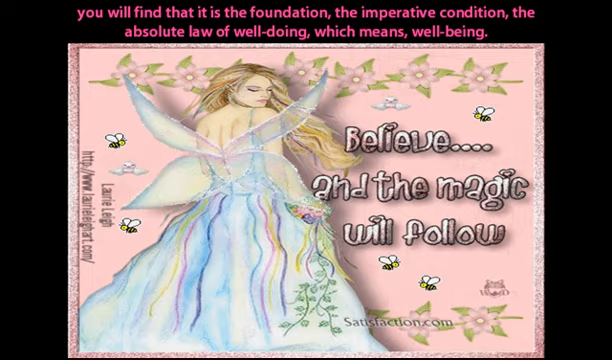 you will find that it is the foundation, the imperative condition, the
absolute law of well-doing, which means, well-being.
Believe....
and the magic
will follow
Laurie Leigh
http://www.laurieleighart.com/
Satisfaction.com